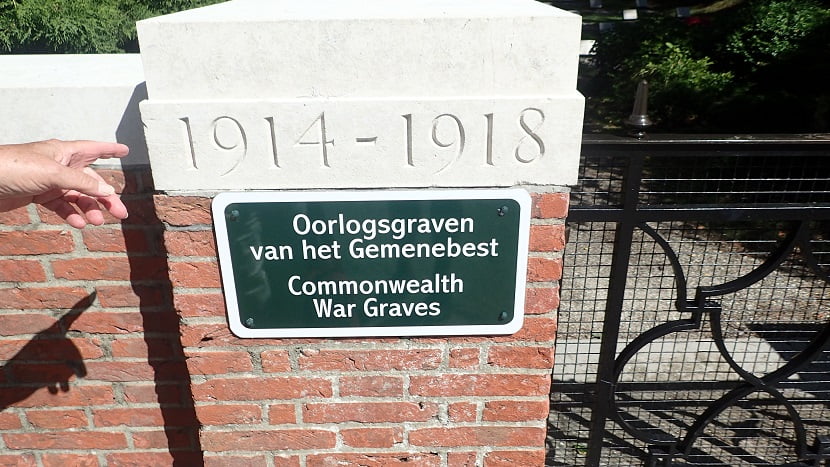 1914-1918
Oorlogsgraven
van het Gemenebest
Commonwealth
War Graves